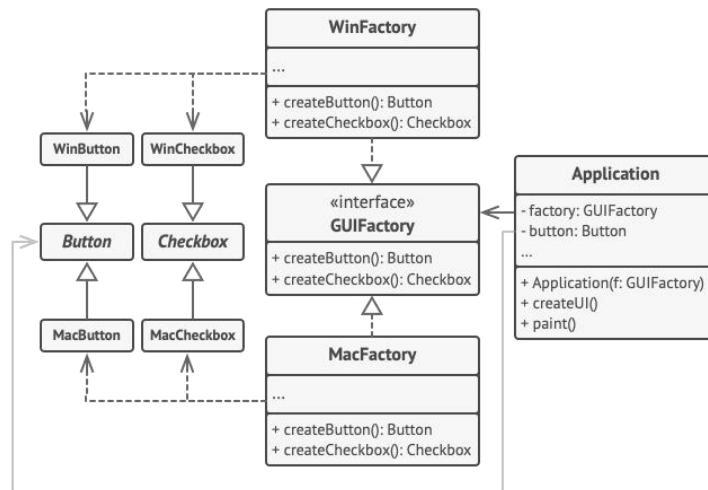 WinFactory
...
+ createButton(): Button
+ createCheckbox(): Checkbox
WinButton
WinCheckbox
Button
Checkbox
MacButton
MacCheckbox
«interface»
GUIFactory
+ createButton(): Button
+ createCheckbox(): Checkbox
Application
- factory: GUIFactory
- button: Button
...
+ Application(f: GUIFactory)
+ createUI()
+ paint()
MacFactory
...
+ createButton(): Button
+ createCheckbox(): Checkbox